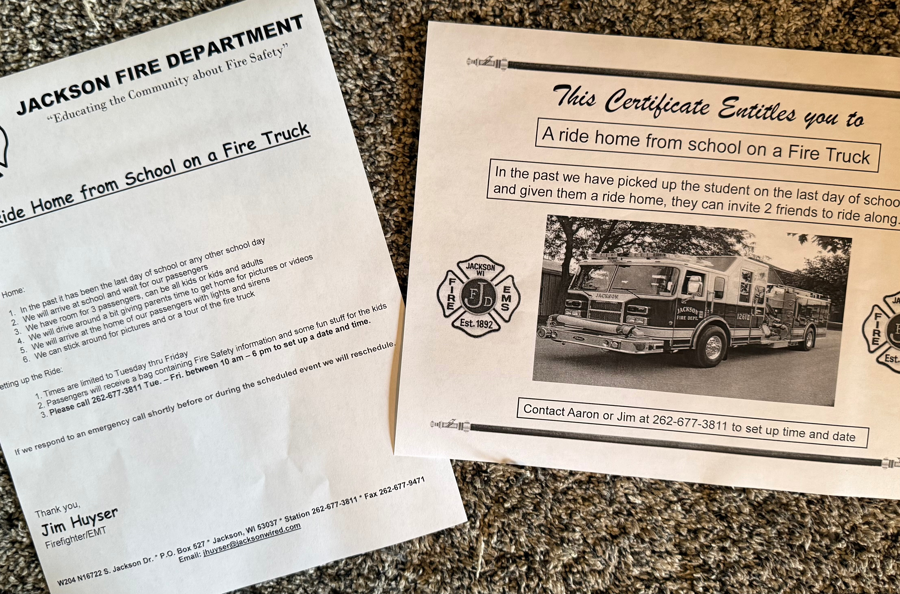 JACKSON FIRE DEPARTMENT
"Educating the Community about Fire Safety"
Ride Home from School on a Fire Truck
Home:
1. In the past it has been the last day of school or any other school day
2. We will arrive at school and wait for our passengers
3. We have room for 3 passengers, can be all kids or kids and adults
4. We will drive around a bit giving parents time to get home for pictures or videos
5. We will arrive at the home of our passengers with lights and sirens
6. We can stick around for pictures and or a tour of the fire truck
etting up the Ride:
1. Times are limited to Tuesday thru Friday
2. Passengers will receive a bag containing Fire Safety information and some fun stuff for the kids
3. Please call 262-677-3811 Tue. – Fri. between 10 am – 6 pm to set up a date and time.
If we respond to an emergency call shortly before or during the scheduled event we will reschedule.
Thank you,
Jim Huyser
Firefighter/EMT
W204 N16722 S. Jackson Dr. * P.O. Box 527 * Jackson, WI 53037 * Station 262-677-3811 * Fax 262-677-9471
Email: jhuyser@jacksonwired.com
This Certificate Entitles you to
A ride home from school on a Fire Truck
In the past we have picked up the student on the last day of schoo
and given them a ride home, they can invite 2 friends to ride along.
JACKSON
WI
FIRE
FJD
EMS
Est. 1892
JACKSON
JACKSON
FIRE DEPT.
FIRE
Est.
Contact Aaron or Jim at 262-677-3811 to set up time and date